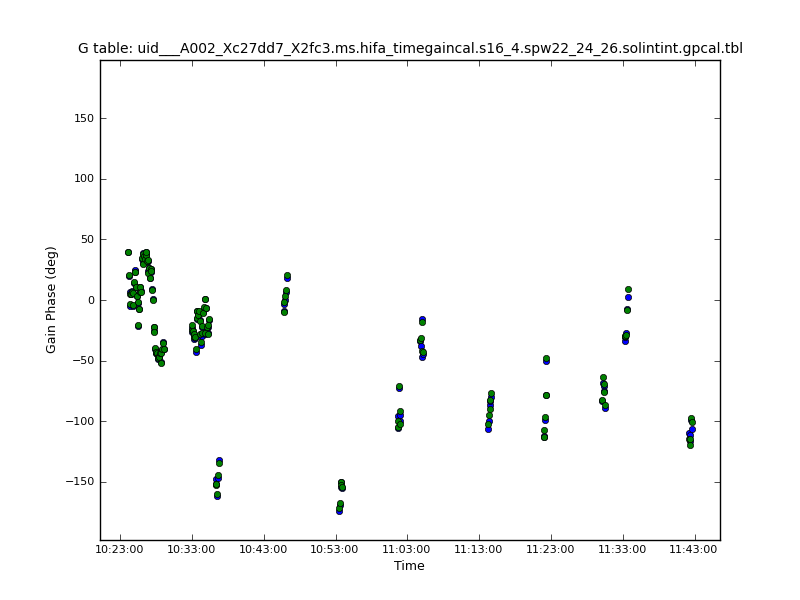 G table: uid___A002_Xc27dd7_X2fc3.ms.hifa_timegaincal.s16_4.spw22_24_26.solintint.gpcal.tbl
150
100
50
0
−50
−100
−150
Gain Phase (deg)
10:23:00 10:33:00 10:43:00 10:53:00 11:03:00 11:13:00 11:23:00 11:33:00 11:43:00
Time